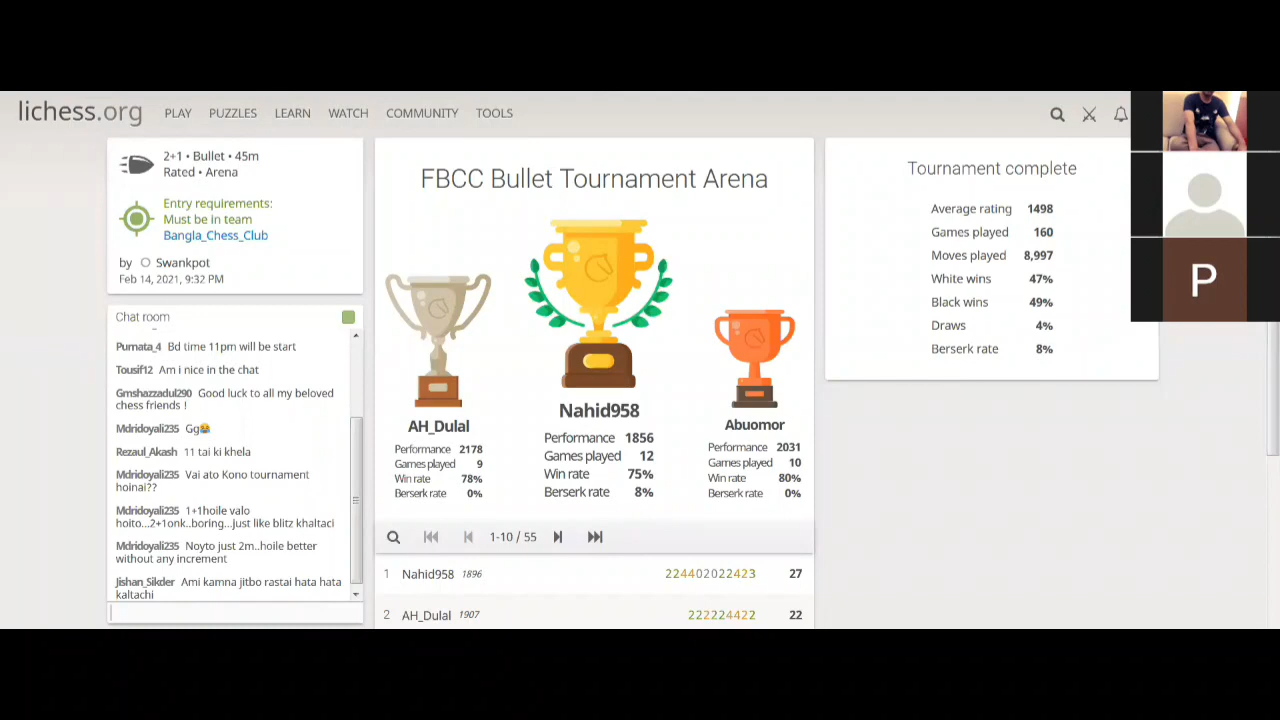 lichess.org PLAY PUZZLES LEARN WATCH COMMUNITY TOOLS
2+1 • Bullet • 45m
Rated • Arena
Entry requirements:
Must be in team
Bangla_Chess_Club
by Swankpot
Feb 14, 2021, 9:32 PM
Chat room
Purnata_4 Bd time 11pm will be start
Tousif12 Am i nice in the chat
Gmshazzadul290 Good luck to all my beloved
chess friends !
Mdridoyali235 Gg😂
Rezaul_Akash 11 tai ki khela
Mdridoyali235 Vai ato Kono tournament
hoinai??
Mdridoyali235 1+1hoile valo
hoito...2+1onk..boring...just like blitz khaltaci
Mdridoyali235 Noyto just 2m..hoile better
without any increment
Jishan_Sikder Ami kamna jitbo rastai hata hata
kaltachi
FBCC Bullet Tournament Arena
AH_Dulal
Performance 2178
Games played 9
Win rate 78%
Berserk rate 0%
Nahid958
Performance 1856
Games played 12
Win rate 75%
Berserk rate 8%
Abuomor
Performance 2031
Games played 10
Win rate 80%
Berserk rate 0%
1-10 / 55
1 Nahid958 1896 224402022423 27
2 AH_Dulal 1907 222224422 22
Tournament complete
Average rating 1498
Games played 160
Moves played 8,997
White wins 47%
Black wins 49%
Draws 4%
Berserk rate 8%
P